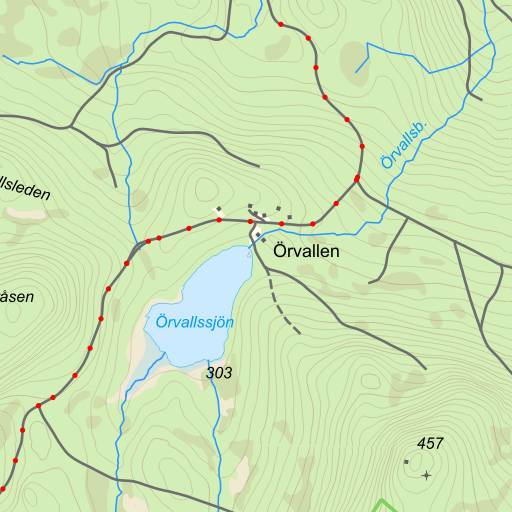 Örvallsb.
llsleden
Örvallen
åsen
Örvallssjön
303
457